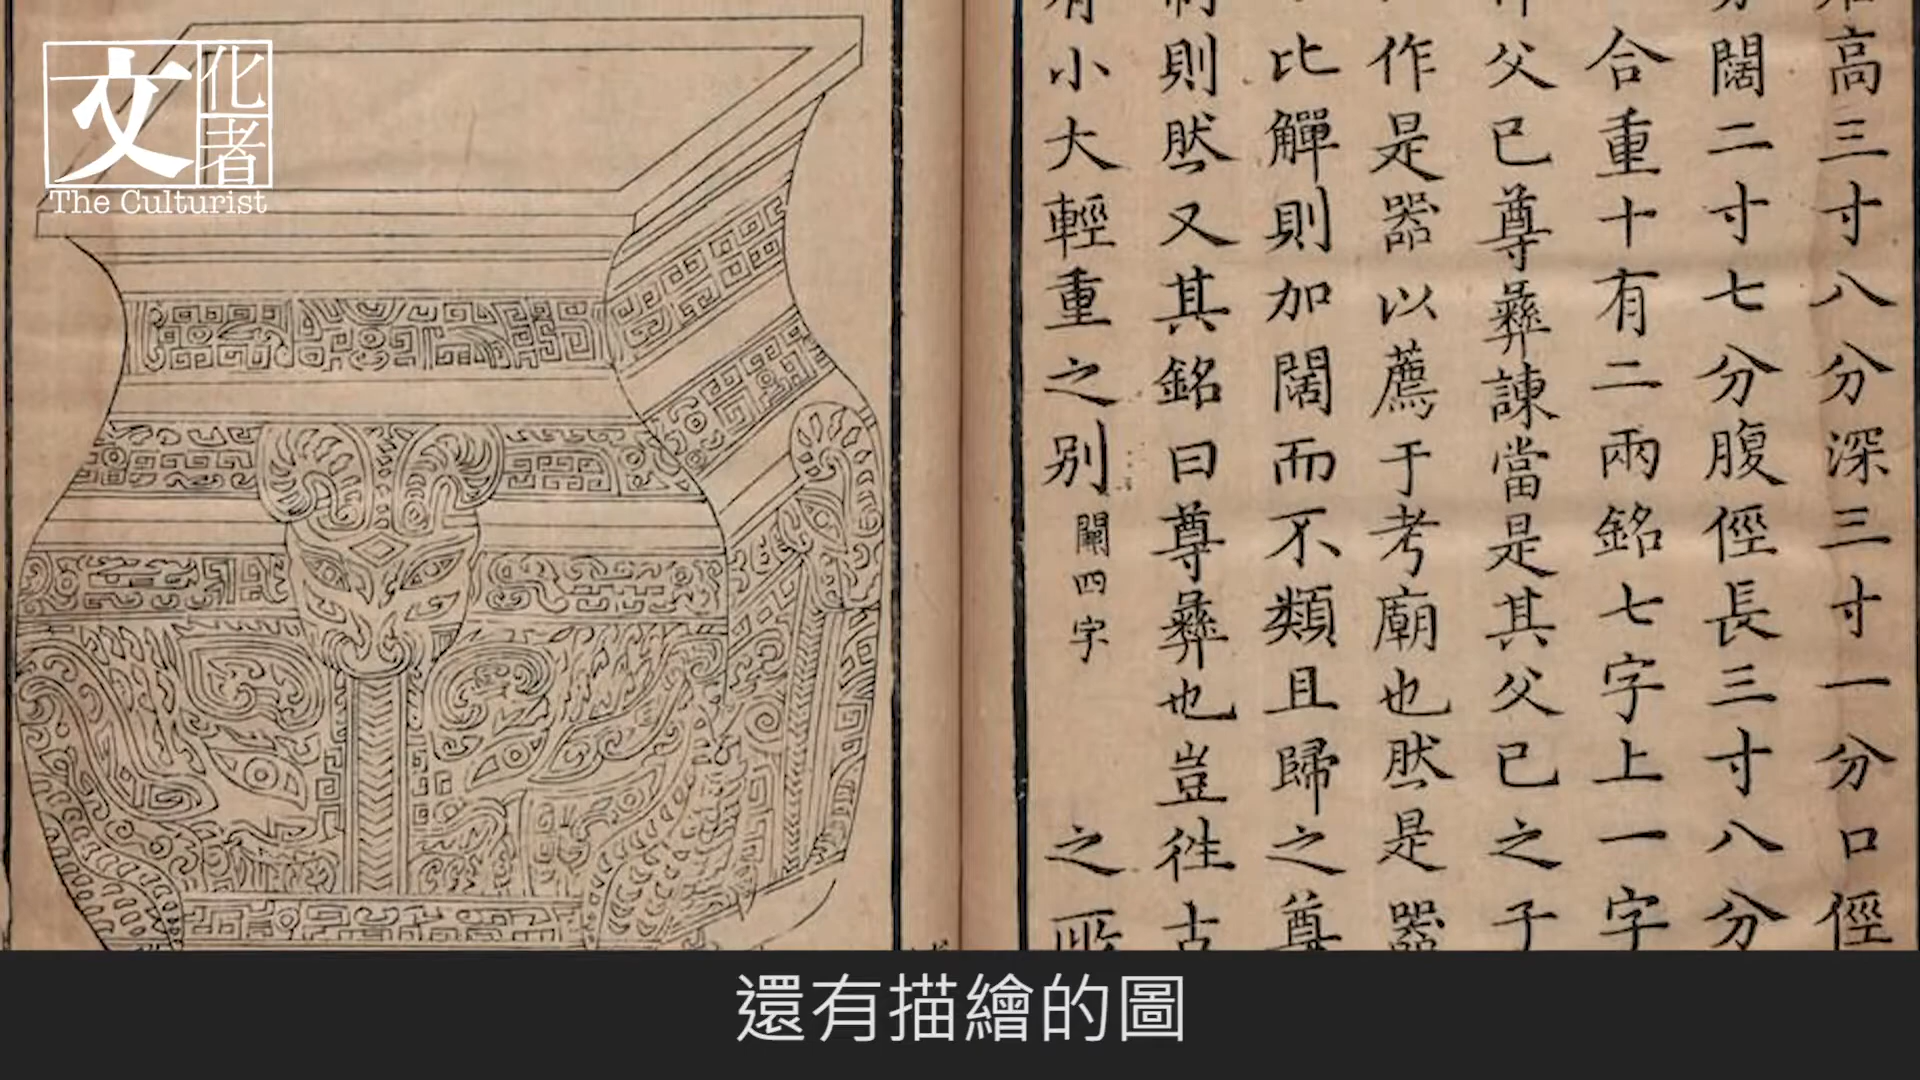 文化者
The Culturist
高三寸八分深三寸一分口徑
闊二寸七分腹徑長三寸八分
合重十有二兩銘七字上一字
父已尊彝諫當是其父已之子
作是器以薦于考廟也然是器
比觶則加闊而不類且歸之尊
則然又其銘曰尊彝也豈徃古
小大輕重之别闕四字之所
還有描繪的圖